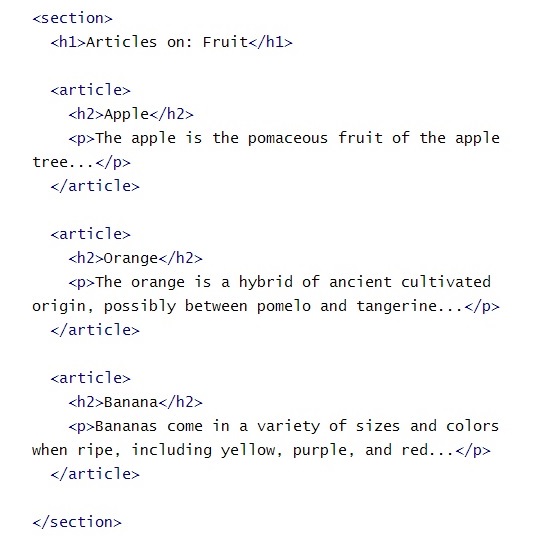 <section>
<h1>Articles on: Fruit</h1>
<article>
<h2>Apple</h2>
<p>The apple is the pomaceous fruit of the apple
tree...</p>
</article>
<article>
<h2>Orange</h2>
<p>The orange is a hybrid of ancient cultivated
origin, possibly between pomelo and tangerine...</p>
</article>
<article>
<h2>Banana</h2>
<p>Bananas come in a variety of sizes and colors
when ripe, including yellow, purple, and red...</p>
</article>
</section>